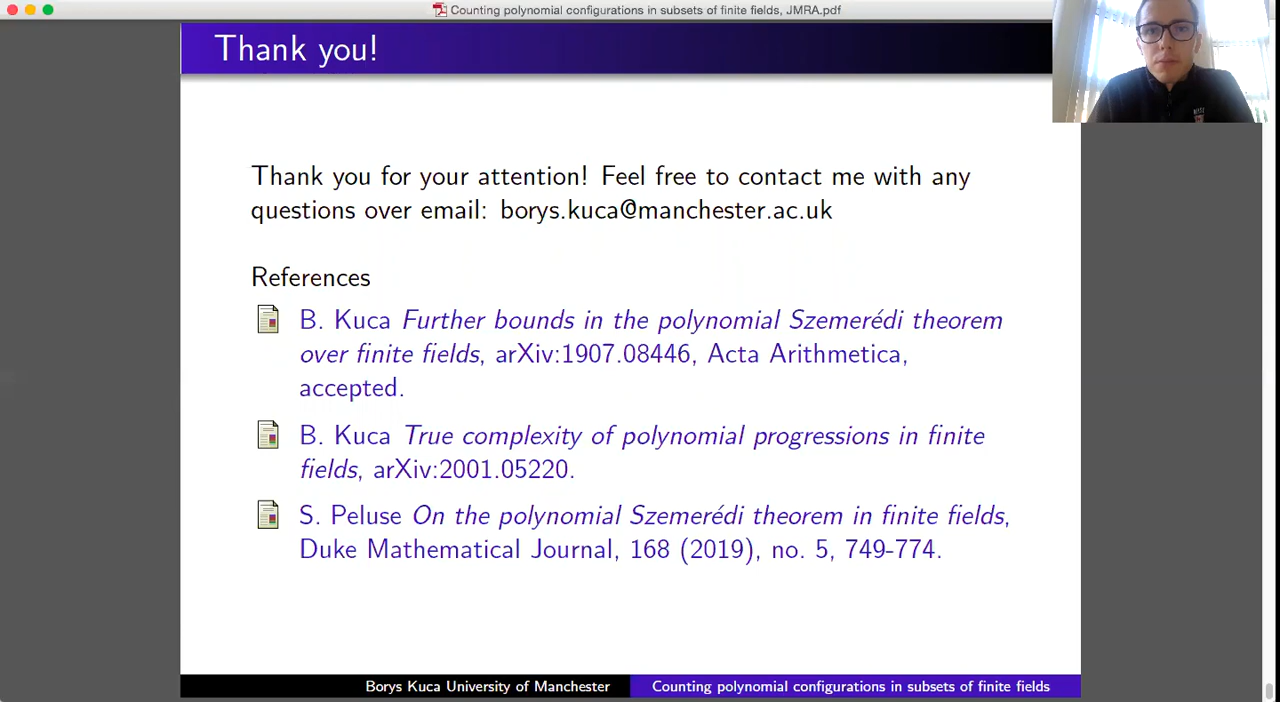 Counting polynomial configurations in subsets of finite fields, JMRA.pdf
Thank you!
Thank you for your attention! Feel free to contact me with any
questions over email: borys.kuca@manchester.ac.uk
References
B. Kuca Further bounds in the polynomial Szemerédi theorem
over finite fields, arXiv:1907.08446, Acta Arithmetica,
accepted.
B. Kuca True complexity of polynomial progressions in finite
fields, arXiv:2001.05220.
S. Peluse On the polynomial Szemerédi theorem in finite fields,
Duke Mathematical Journal, 168 (2019), no. 5, 749-774.
Borys Kuca University of Manchester
Counting polynomial configurations in subsets of finite fields